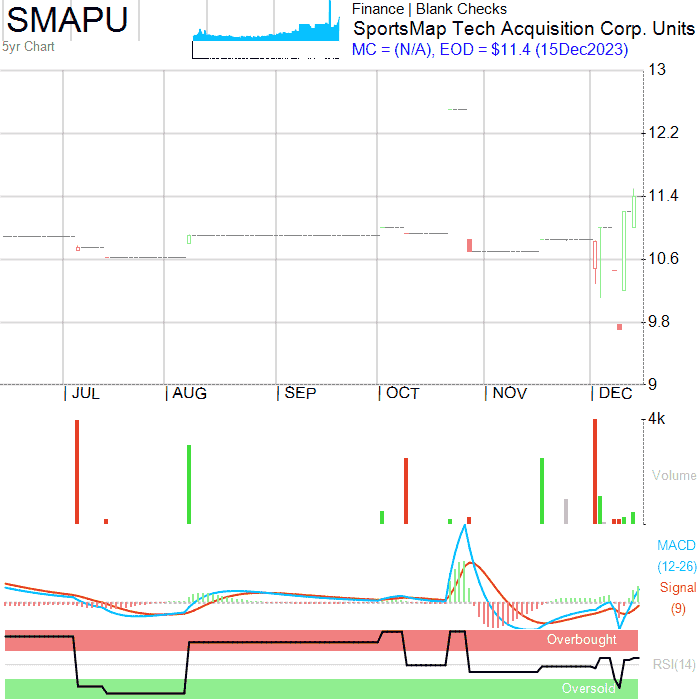 SMAPU
5yr Chart
Finance | Blank Checks
SportsMap Tech Acquisition Corp. Units
MC = (N/A), EOD = $11.4 (15Dec2023)
13
12.2
11.4
10.6
9.8
9
| JUL | AUG | SEP | OCT | NOV | DEC
4k
Volume
MACD
(12-26)
Signal
(9)
Overbought
RSI(14)
Oversold